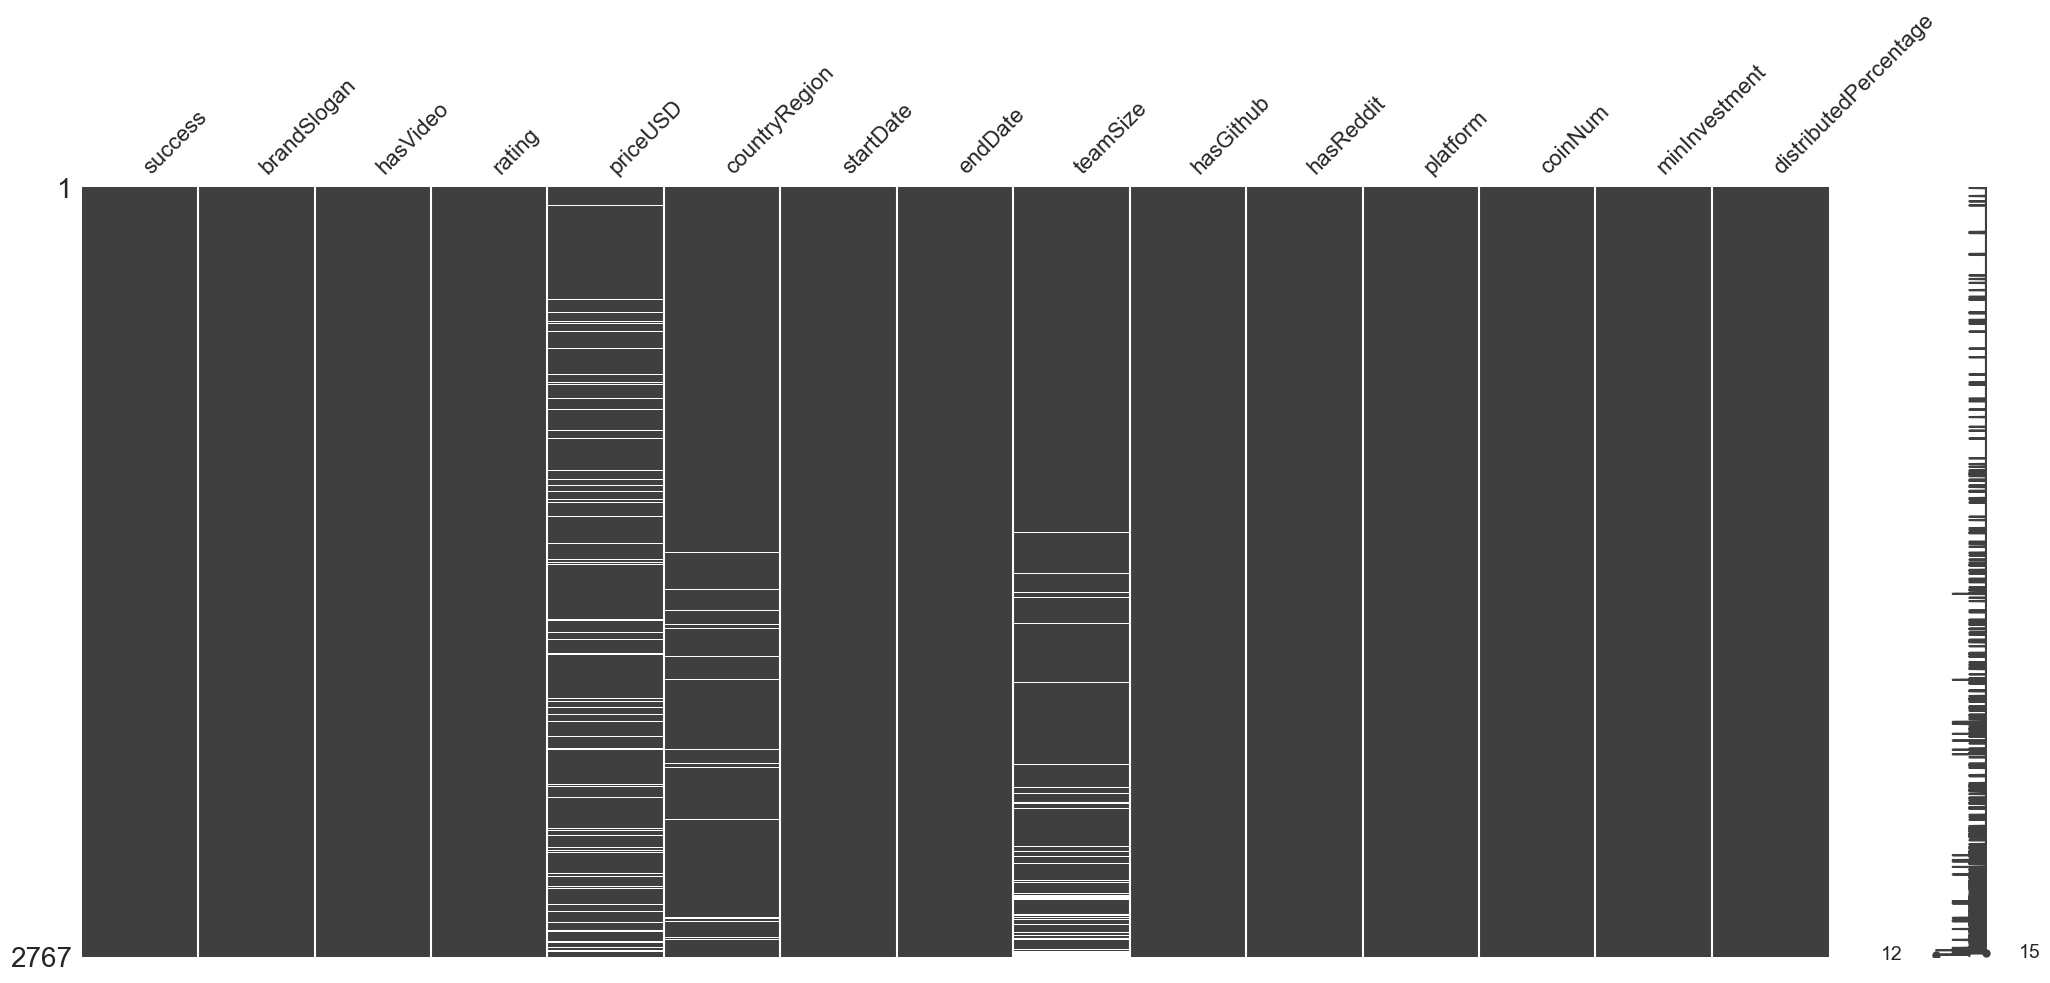 success
brandSlogan
hasVideo
rating
priceUSD
countryRegion
startDate
endDate
teamSize
hasGithub
hasReddit
platform
coinNum
minInvestment
distributedPercentage
1
2767
12
15